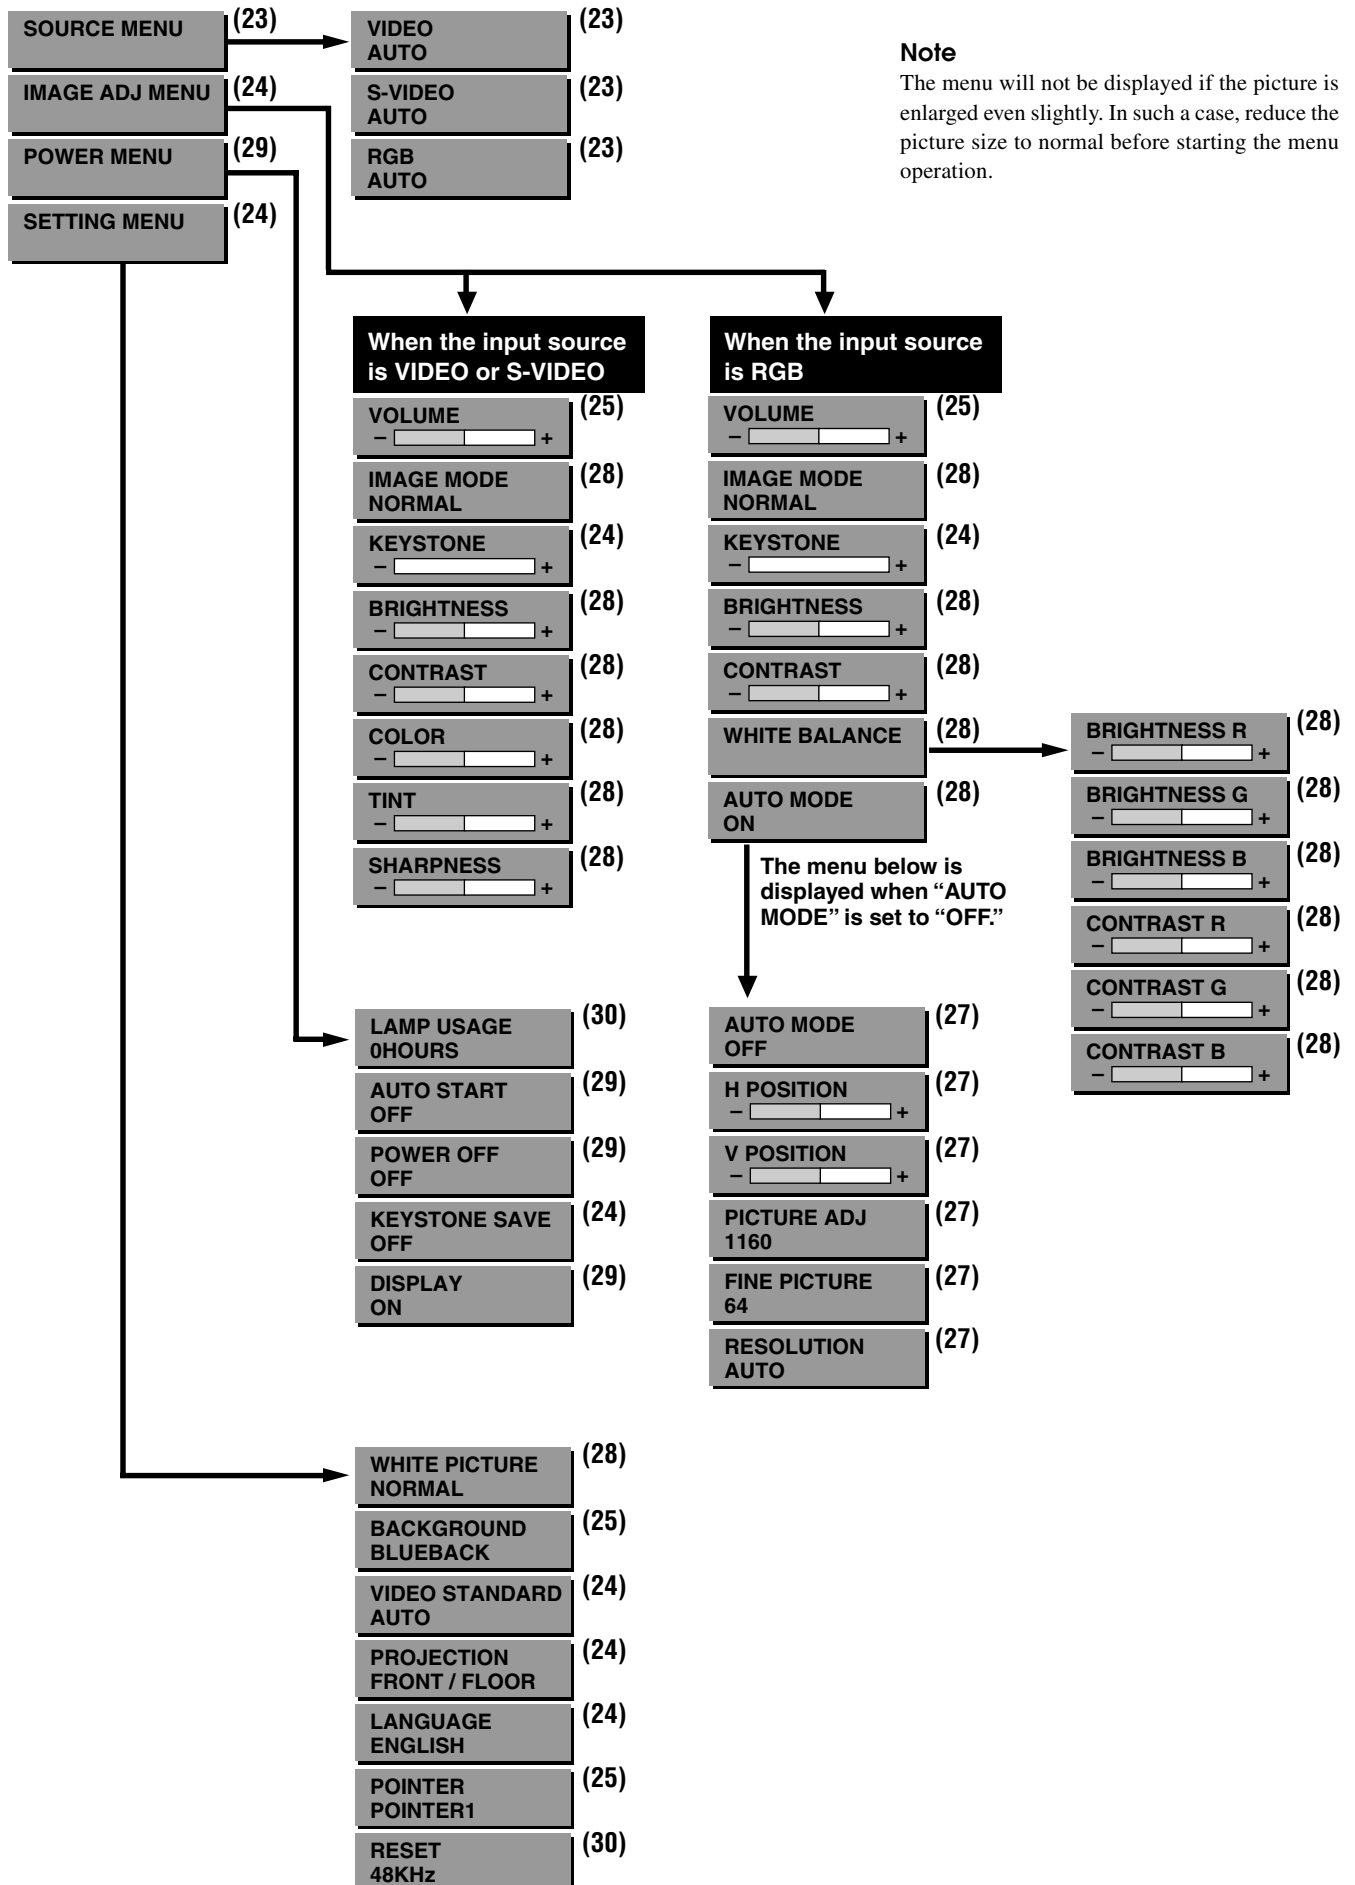 SOURCE MENU
(23)
IMAGE ADJ MENU
(24)
POWER MENU
(29)
SETTING MENU
(24)
VIDEO
AUTO
(23)
S-VIDEO
AUTO
(23)
RGB
AUTO
(23)
Note
The menu will not be displayed if the picture is
enlarged even slightly. In such a case, reduce the
picture size to normal before starting the menu
operation.
When the input source
is VIDEO or S-VIDEO
VOLUME
(25)
– +
IMAGE MODE
NORMAL
(28)
KEYSTONE
(24)
– +
BRIGHTNESS
(28)
– +
CONTRAST
(28)
– +
COLOR
(28)
– +
TINT
(28)
– +
SHARPNESS
(28)
– +
When the input source
is RGB
VOLUME
(25)
– +
IMAGE MODE
NORMAL
(28)
KEYSTONE
(24)
– +
BRIGHTNESS
(28)
– +
CONTRAST
(28)
– +
WHITE BALANCE
(28)
AUTO MODE
ON
(28)
BRIGHTNESS R
(28)
– +
BRIGHTNESS G
(28)
– +
BRIGHTNESS B
(28)
– +
CONTRAST R
(28)
– +
CONTRAST G
(28)
– +
CONTRAST B
(28)
– +
The menu below is
displayed when “AUTO
MODE” is set to “OFF.”
AUTO MODE
OFF
(27)
H POSITION
(27)
– +
V POSITION
(27)
– +
PICTURE ADJ
1160
(27)
FINE PICTURE
64
(27)
RESOLUTION
AUTO
(27)
LAMP USAGE
0HOURS
(30)
AUTO START
OFF
(29)
POWER OFF
OFF
(29)
KEYSTONE SAVE
OFF
(24)
DISPLAY
ON
(29)
WHITE PICTURE
NORMAL
(28)
BACKGROUND
BLUEBACK
(25)
VIDEO STANDARD
AUTO
(24)
PROJECTION
FRONT / FLOOR
(24)
LANGUAGE
ENGLISH
(24)
POINTER
POINTER1
(25)
RESET
48KHz
(30)